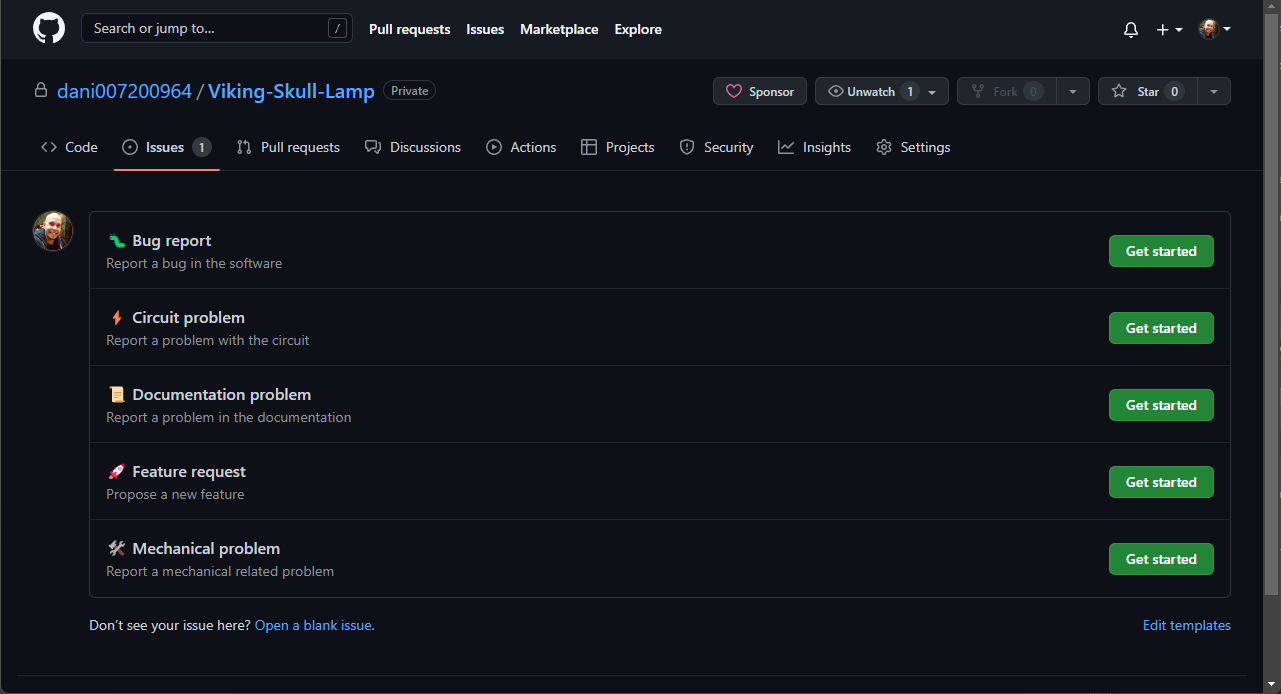 Search or jump to... /
Pull requests Issues Marketplace Explore
dani007200964 / Viking-Skull-Lamp Private
Sponsor Unwatch 1 Fork 0 Star 0
Code Issues 1 Pull requests Discussions Actions Projects Security Insights Settings
Bug report
Report a bug in the software
Get started
Circuit problem
Report a problem with the circuit
Get started
Documentation problem
Report a problem in the documentation
Get started
Feature request
Propose a new feature
Get started
Mechanical problem
Report a mechanical related problem
Get started
Don’t see your issue here? Open a blank issue.
Edit templates